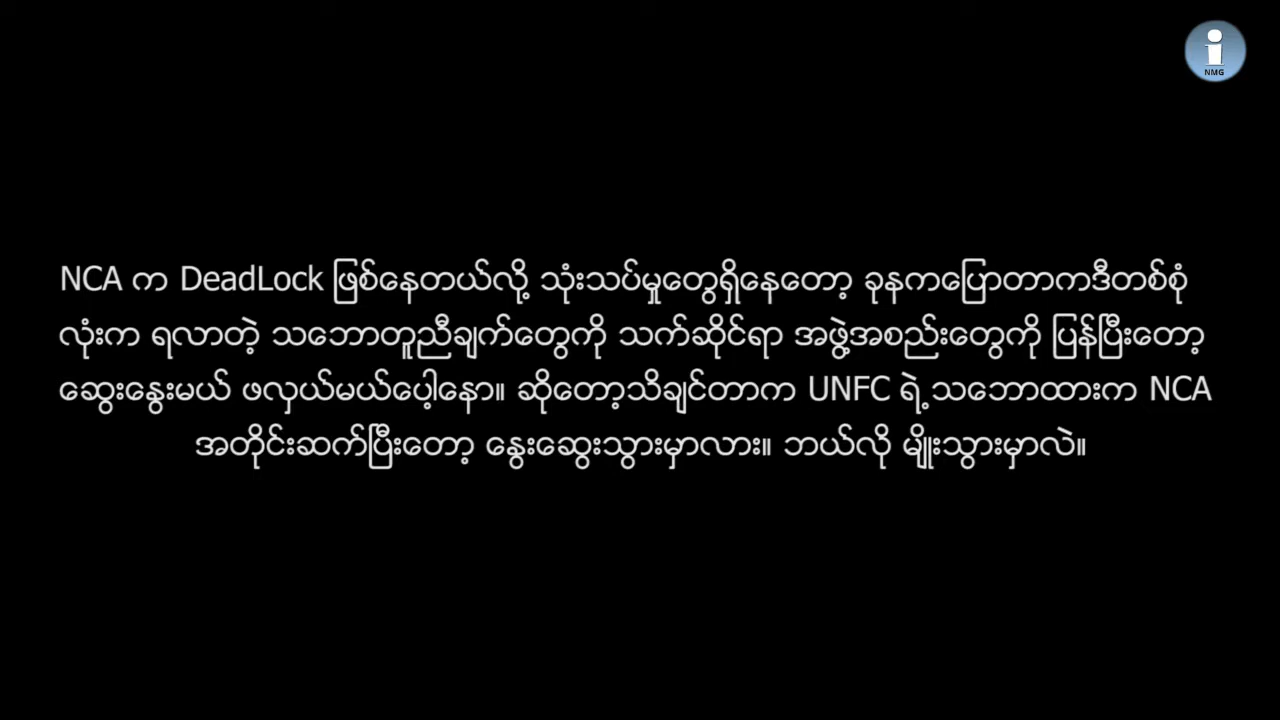 NMG
NCA က DeadLock ဖြစ်နေတယ်လို့ သုံးသပ်မှုတွေရှိနေတော့ ခုနကပြောတာကဒီတစ်စုံ
လုံးက ရလာတဲ့ သဘောတူညီချက်တွေကို သက်ဆိုင်ရာ အဖွဲ့အစည်းတွေကို ပြန်ပြီးတော့
ဆွေးနွေးမယ် ဖလှယ်မယ်ပေါ့နော။ ဆိုတော့သိချင်တာက UNFC ရဲ့သဘောထားက NCA
အတိုင်းဆက်ပြီးတော့ နွေးဆွေးသွားမှာလား။ ဘယ်လို မျိုးသွားမှာလဲ။